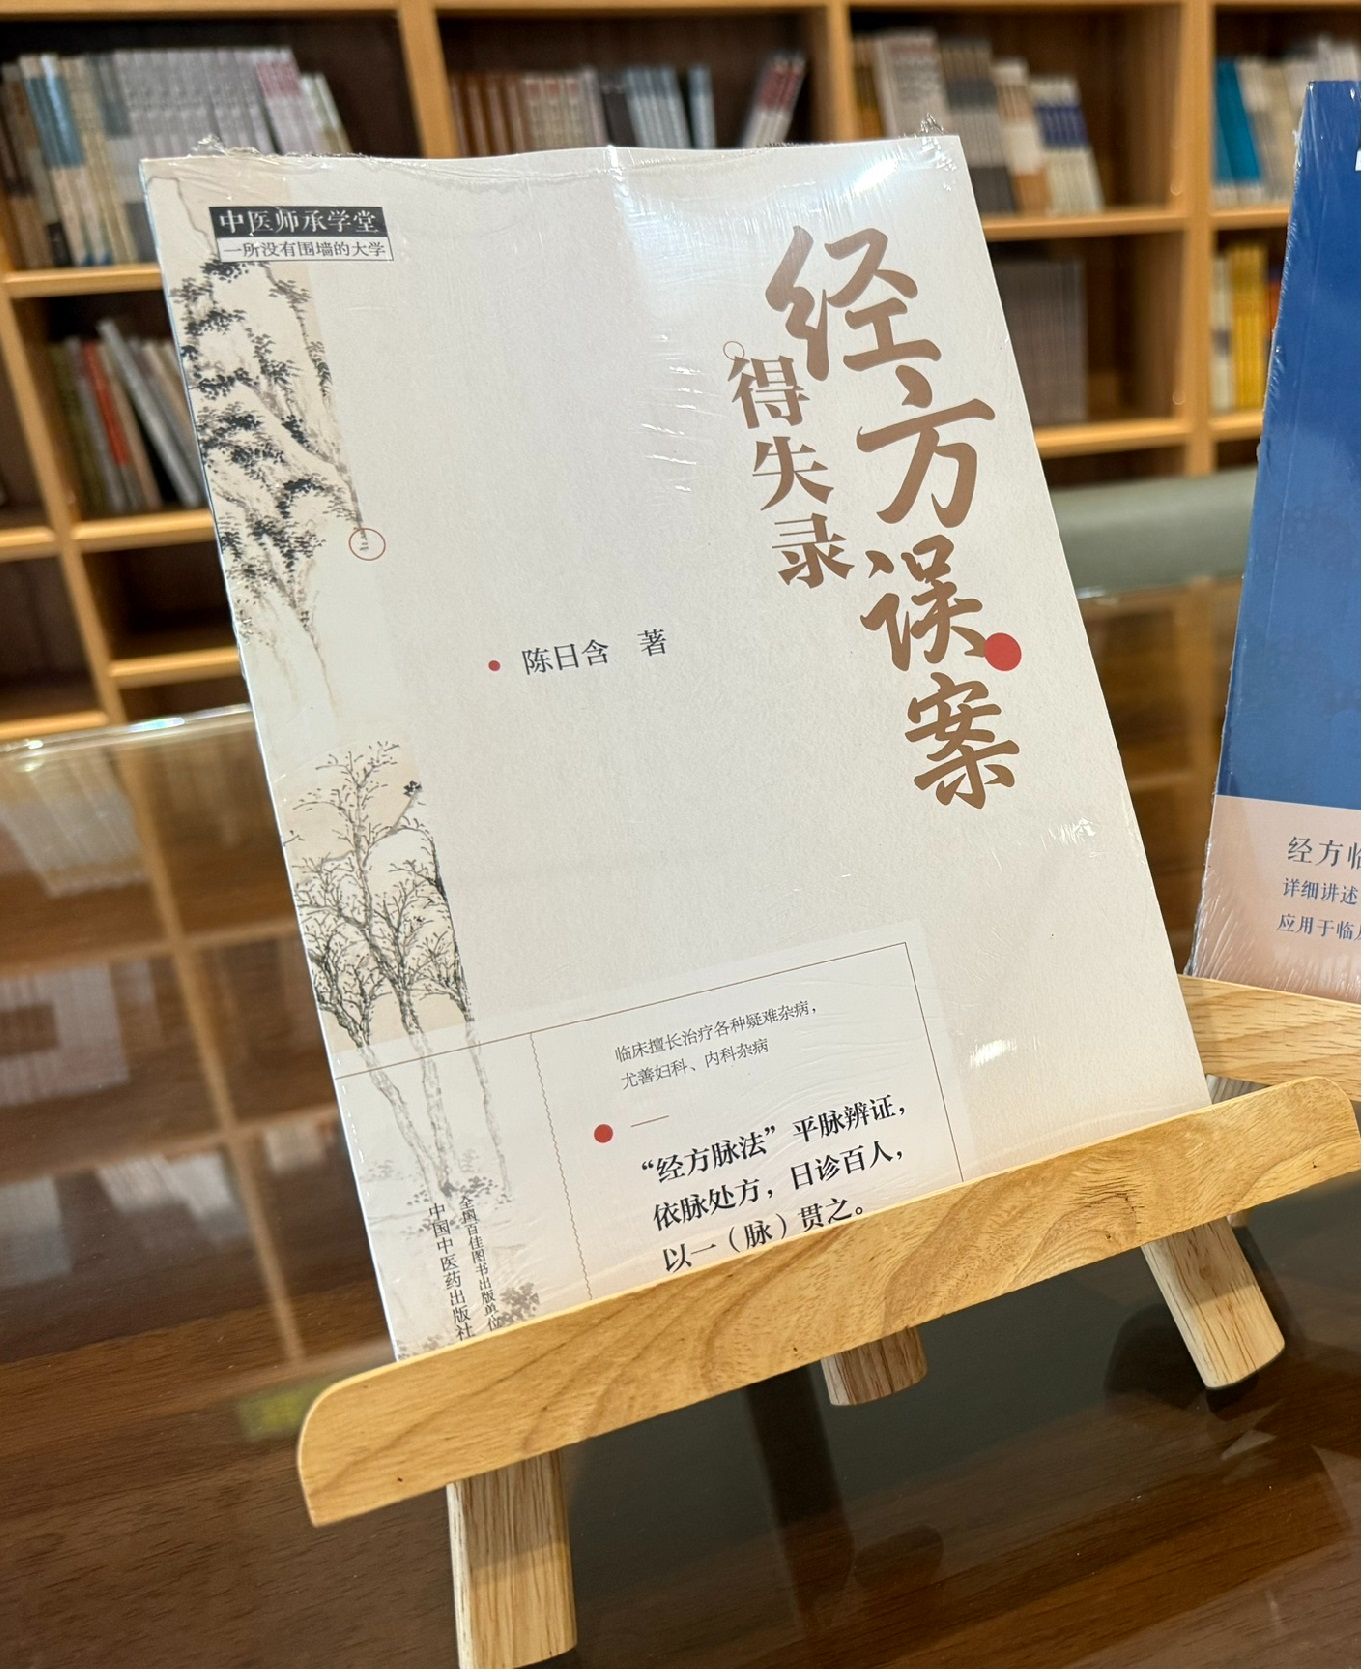 中医师承学堂
一所没有围墙的大学
经方误案
得失录
陈日含 著
临床擅长治疗各种疑难杂病，
尤善妇科、内科杂病
“经方脉法”平脉辨证，
依脉处方，日诊百人，
以一（脉）贯之。
全国百佳图书出版单位
中国中医药出版社
经方临
详细讲述
应用于临